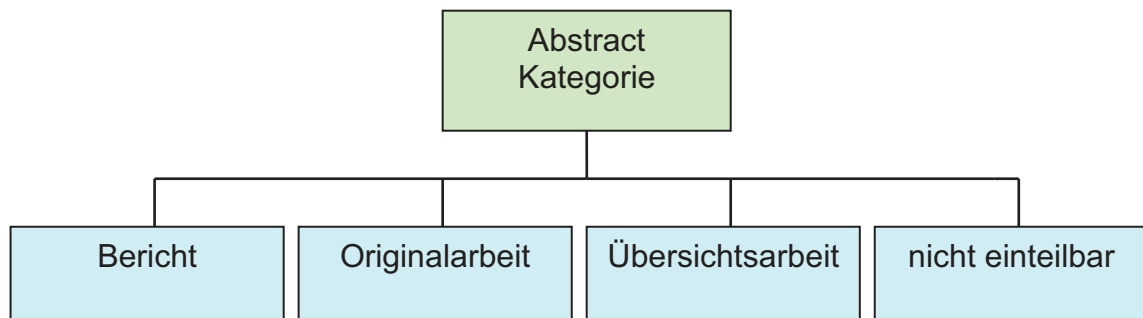 Abstract
Kategorie
Bericht
Originalarbeit
Übersichtsarbeit
nicht einteilbar